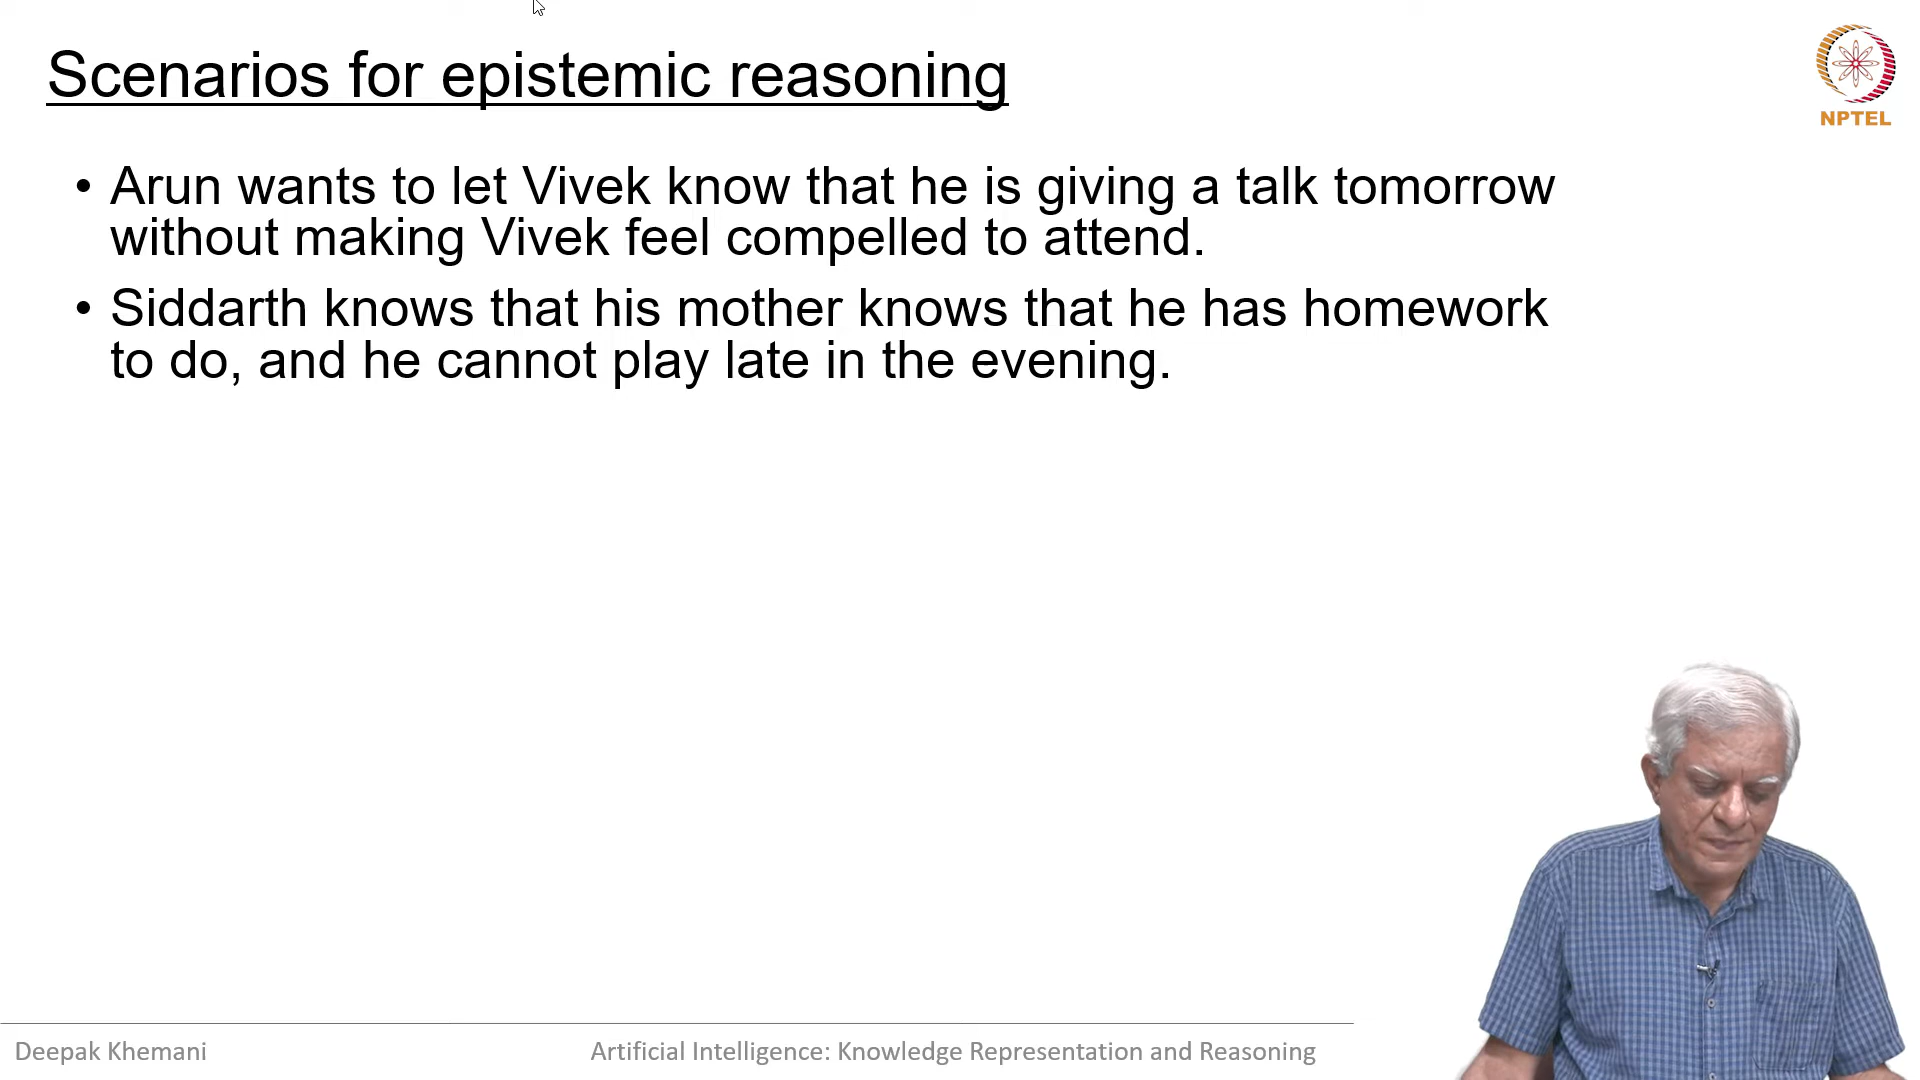 Scenarios for epistemic reasoning
NPTEL
• Arun wants to let Vivek know that he is giving a talk tomorrow
without making Vivek feel compelled to attend.
• Siddarth knows that his mother knows that he has homework
to do, and he cannot play late in the evening.
Deepak Khemani
Artificial Intelligence: Knowledge Representation and Reasoning